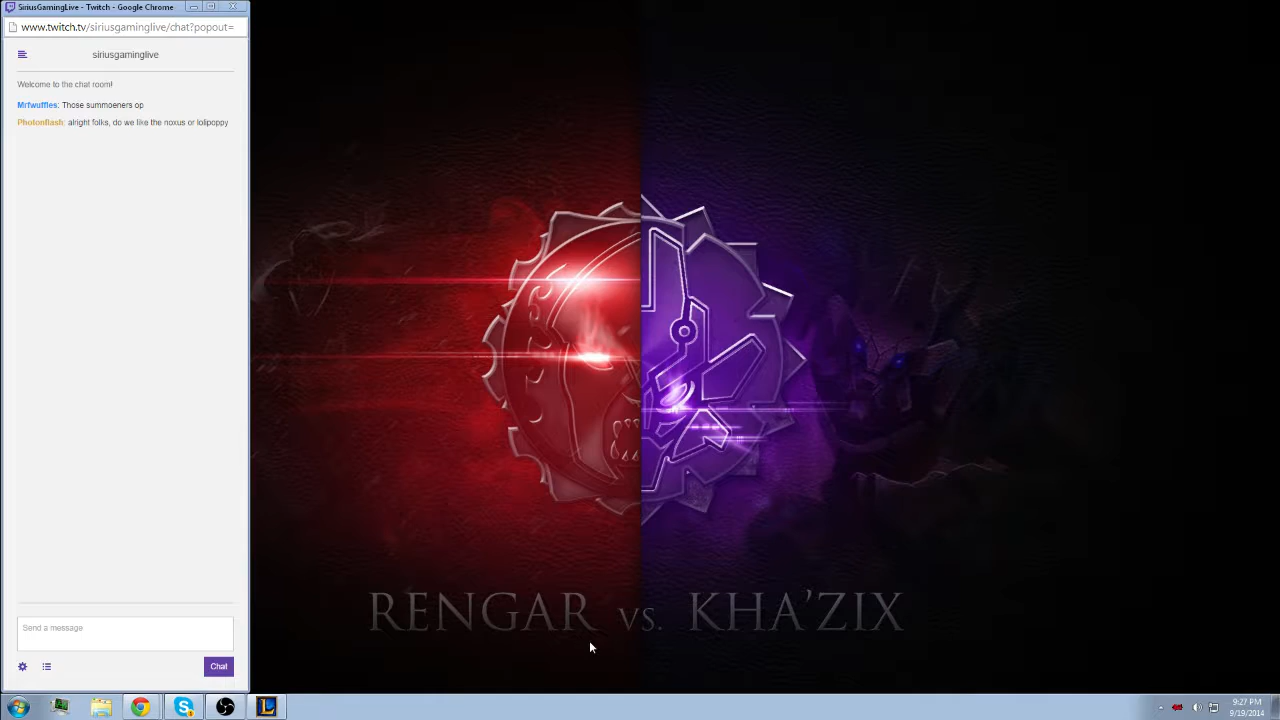 SiriusGamingLive - Twitch - Google Chrome
www.twitch.tv/siriusgaminglive/chat?popout=
siriusgaminglive
Welcome to the chat room!
Mrfwuffles: Those summoeners op
Photonflash: alright folks, do we like the noxus or lolipoppy
RENGAR VS. KHA'ZIX
Send a message
Chat
9:27 PM
9/19/2014